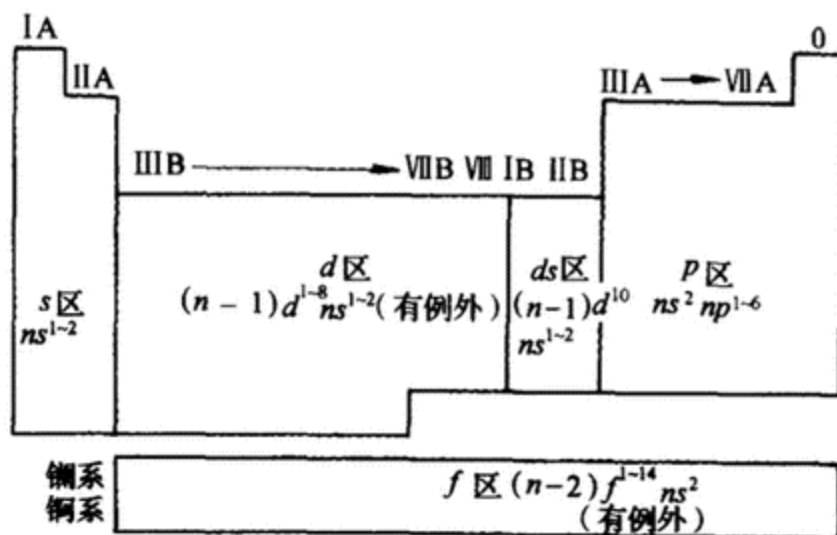 ⅠA
0
ⅡA
ⅢA → ⅦA
ⅢB → ⅦB Ⅷ ⅠB ⅡB
s区
ns¹~²
d区
(n-1)d¹~⁸ns¹~²(有例外)
ds区
(n-1)d¹⁰
ns¹~²
p区
ns² np¹~⁶
镧系
锕系
f区(n-2)f¹~¹⁴ns²
(有例外)